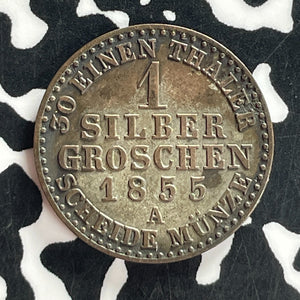 30 EINEN THALER
1
SILBER
GROSCHEN
1855
A
SCHEIDE MÜNZE